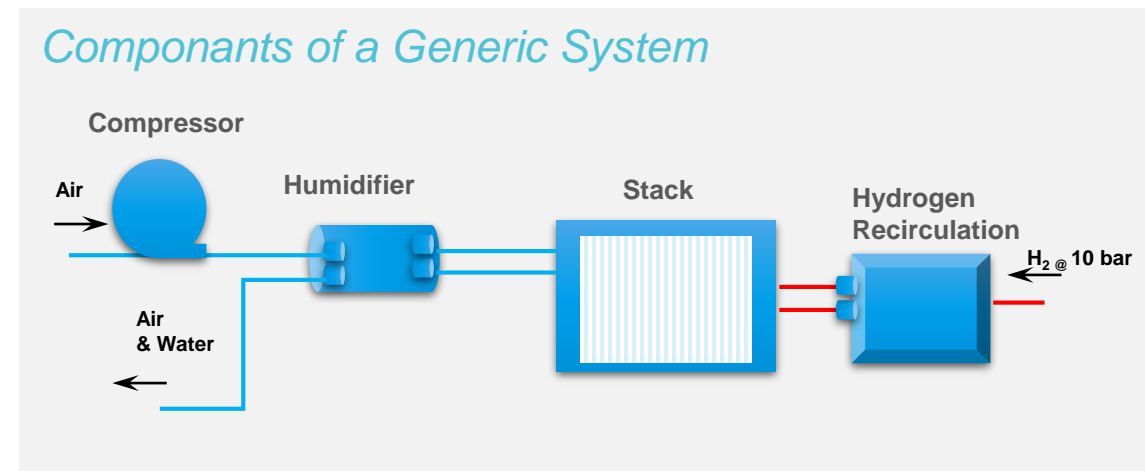 Componants of a Generic System
Compressor
Air
Humidifier
Stack
Hydrogen
Recirculation
H2 @ 10 bar
Air
& Water